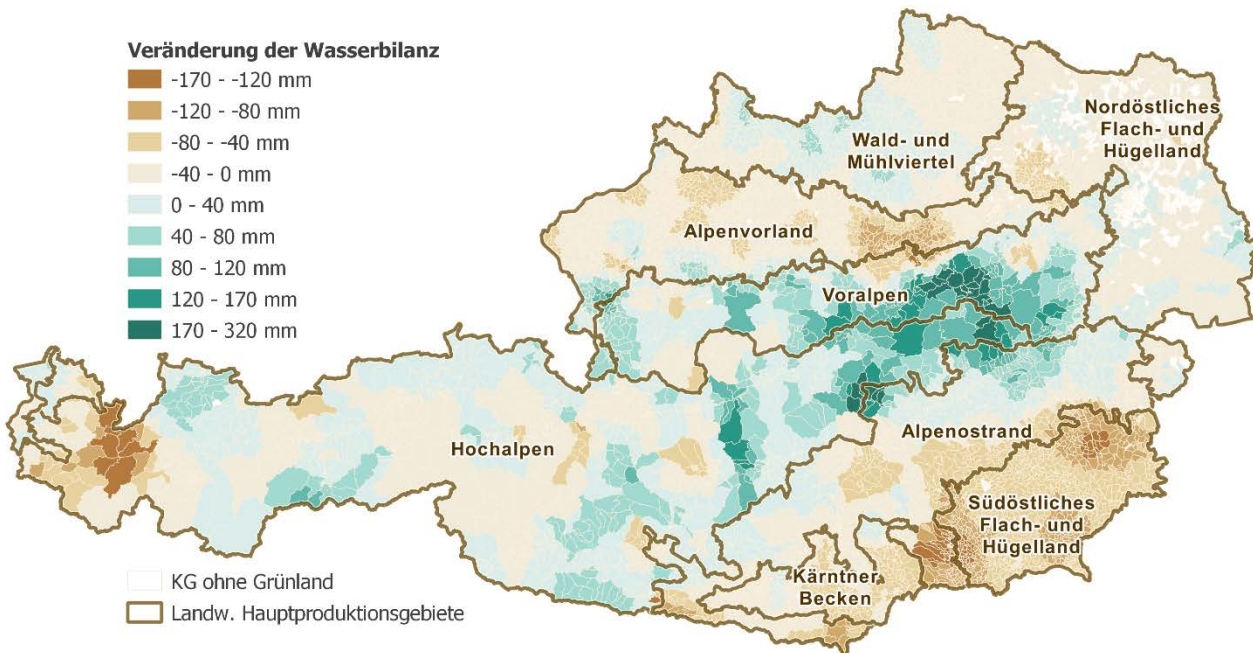 Veränderung der Wasserbilanz
-170 - -120 mm
-120 - -80 mm
-80 - -40 mm
-40 - 0 mm
0 - 40 mm
40 - 80 mm
80 - 120 mm
120 - 170 mm
170 - 320 mm
Nordöstliches
Flach- und
Hügelland
Wald- und
Mühlviertel
Alpenvorland
Voralpen
Hochalpen
Alpenostrand
Südöstliches
Flach- und
Hügelland
Kärntner
Becken
KG ohne Grünland
Landw. Hauptproduktionsgebiete